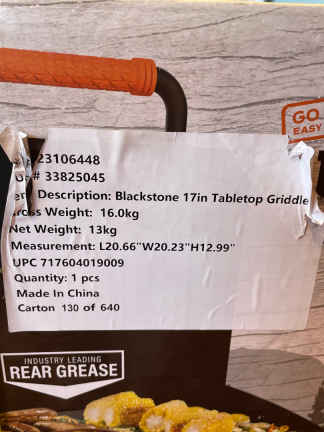 GO
EASY
23106448
# 33825045
Description: Blackstone 17in Tabletop Griddle
Gross Weight: 16.0kg
Net Weight: 13kg
Measurement: L20.66"W20.23"H12.99"
UPC 717604019009
Quantity: 1 pcs
Made In China
Carton 130 of 640
INDUSTRY LEADING
REAR GREASE